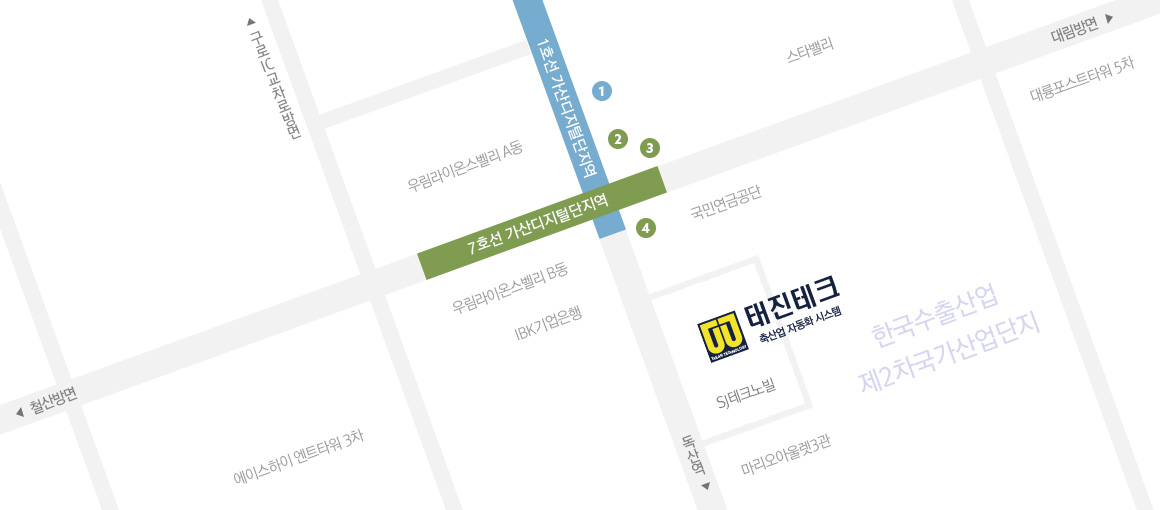 구로IC교차로방면
1호선 가산디지털단지역
1
2
3
스타밸리
대림방면
대륭포스트타워 5차
우림라이온스벨리 A동
7호선 가산디지털단지역
국민연금공단
4
우림라이온스벨리 B동
IBK기업은행
태진테크
축산업 자동화 시스템
한국수출산업
제2차국가산업단지
철산방면
SJ테크노빌
에이스하이 엔트타워 3차
독산역
마리오아울렛3관